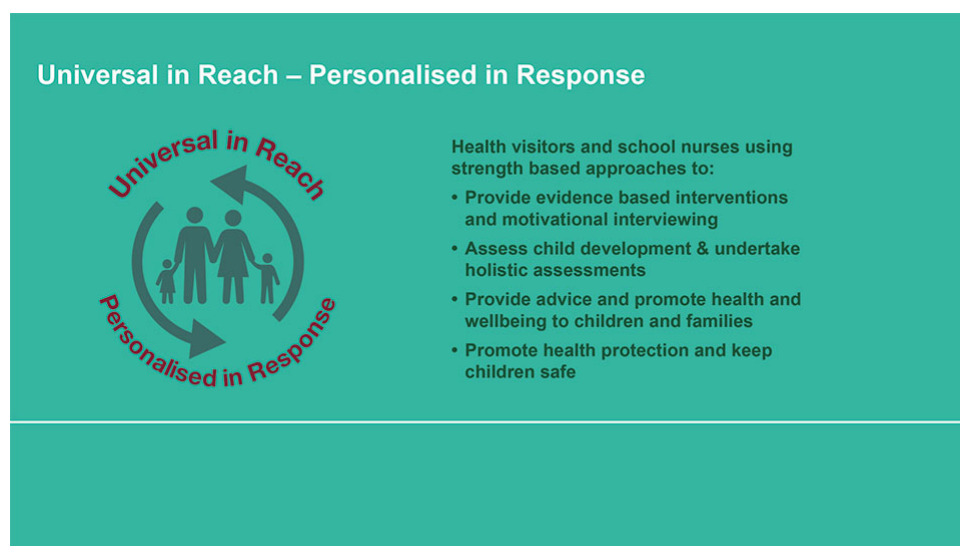 Universal in Reach – Personalised in Response
Universal in Reach
Personalised in Response
Health visitors and school nurses using
strength based approaches to:
• Provide evidence based interventions
and motivational interviewing
• Assess child development & undertake
holistic assessments
• Provide advice and promote health and
wellbeing to children and families
• Promote health protection and keep
children safe